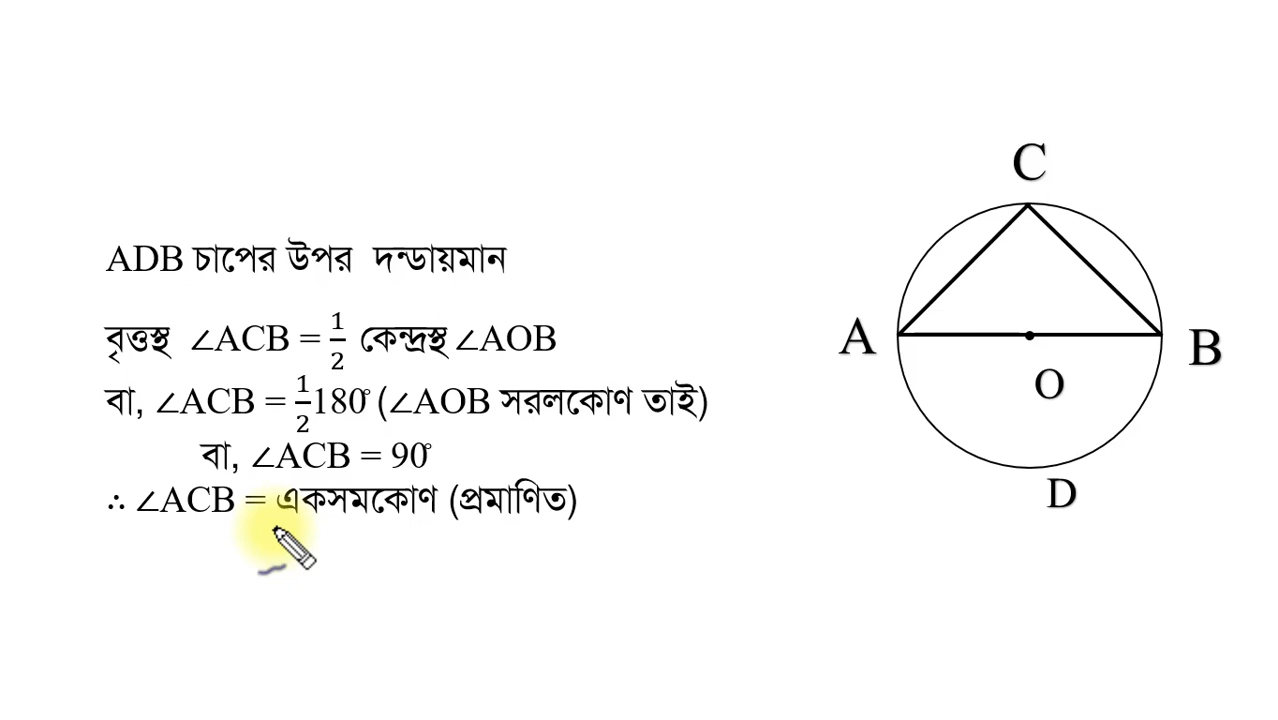 ADB চাপের উপর দন্ডায়মান
বৃত্তস্থ ∠ACB = 1/2 কেন্দ্রস্থ ∠AOB
বা, ∠ACB = 1/2 180° (∠AOB সরলকোণ তাই)
বা, ∠ACB = 90°
∴ ∠ACB = একসমকোণ (প্রমাণিত)
C
A
B
O
D